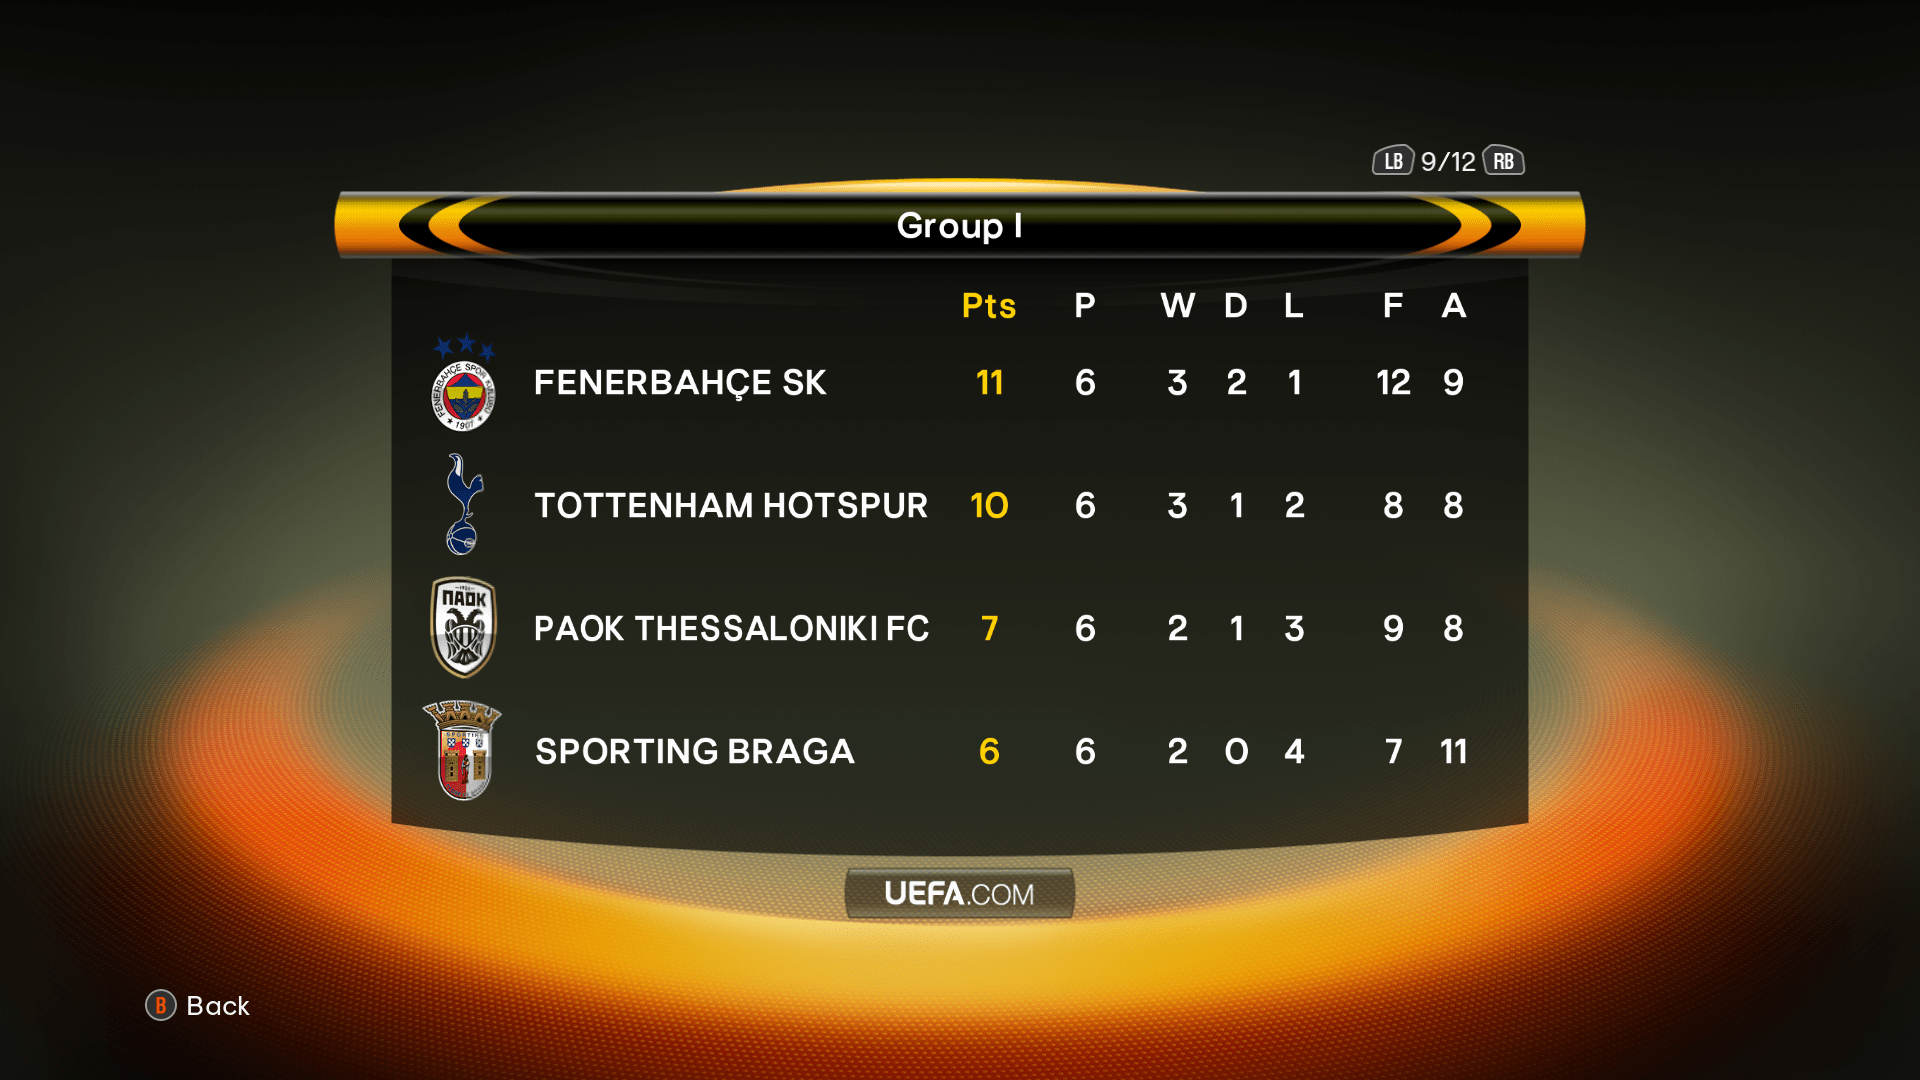 LB 9/12 RB
Group I
Pts P W D L F A
FENERBAHÇE SK 11 6 3 2 1 12 9
TOTTENHAM HOTSPUR 10 6 3 1 2 8 8
ΠΑΟΚ
PAOK THESSALONIKI FC 7 6 2 1 3 9 8
SPORTING BRAGA 6 6 2 0 4 7 11
UEFA.COM
B Back